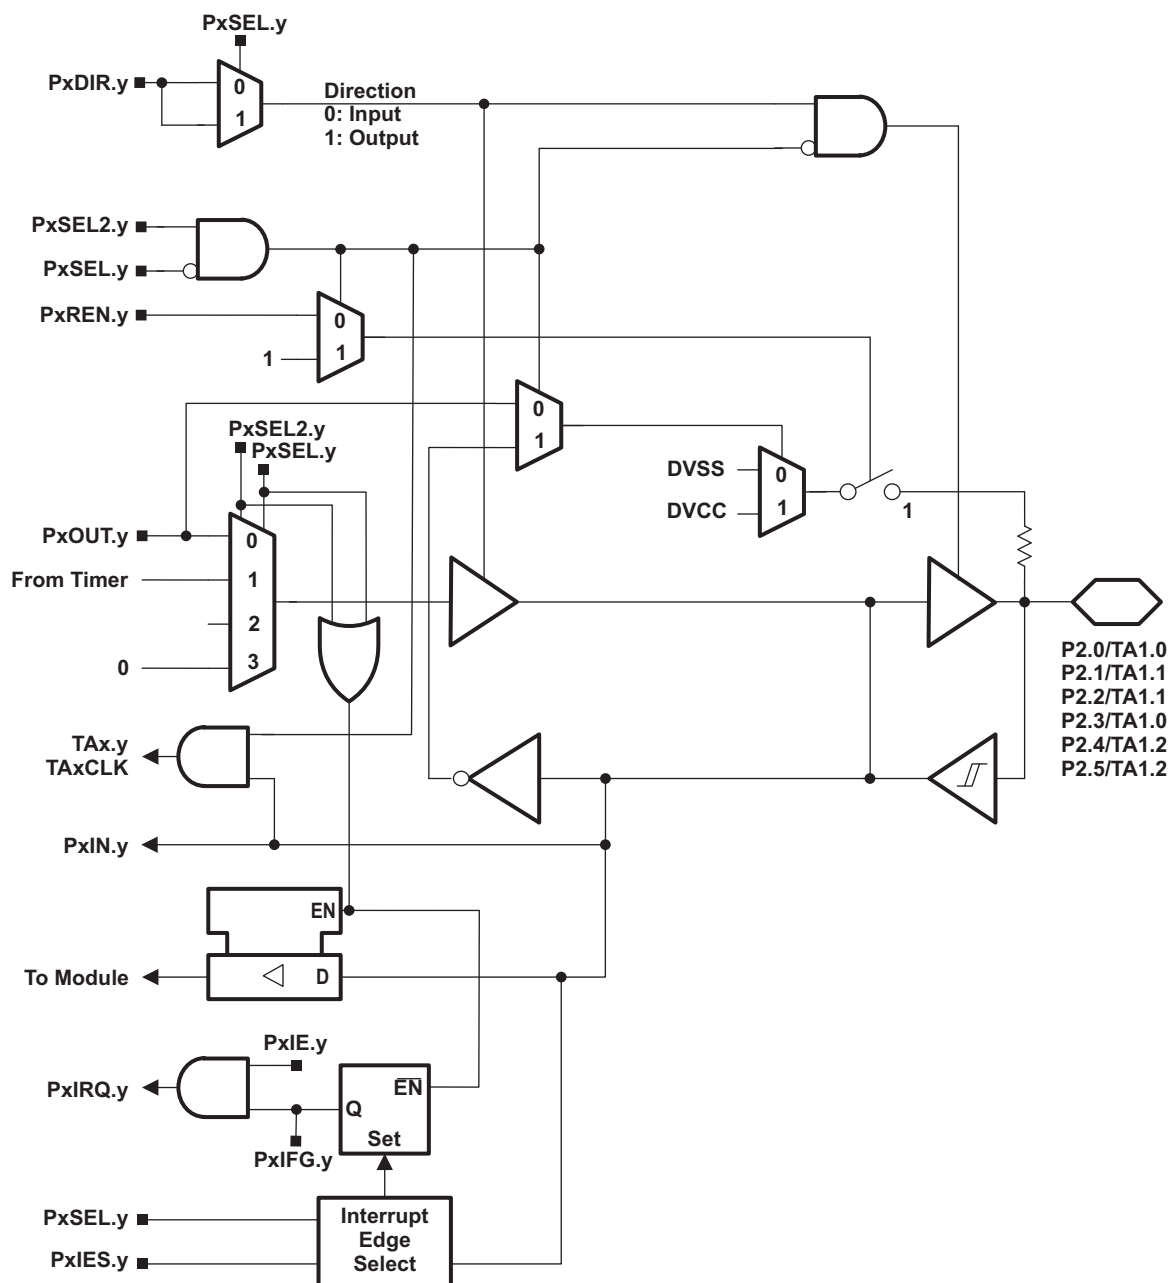 PxSEL.y
PxDIR.y
0
1
Direction
0: Input
1: Output
PxSEL2.y
PxSEL.y
PxREN.y
0
1
1
0
1
PxSEL2.y
PxSEL.y
DVSS
DVCC
0
1
1
PxOUT.y
From Timer
0
0
1
2
3
P2.0/TA1.0
P2.1/TA1.1
P2.2/TA1.1
P2.3/TA1.0
P2.4/TA1.2
P2.5/TA1.2
TAx.y
TAxCLK
PxIN.y
EN
To Module
D
PxIE.y
PxIRQ.y
EN
Q
Set
PxIFG.y
PxSEL.y
PxIES.y
Interrupt
Edge
Select